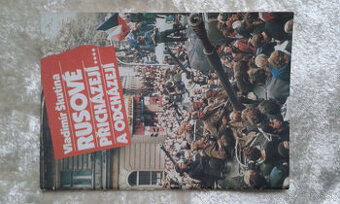 Vladimír Škutina
RUSOVÉ
PŘICHÁZEJÍ....
A ODCHÁZEJÍ